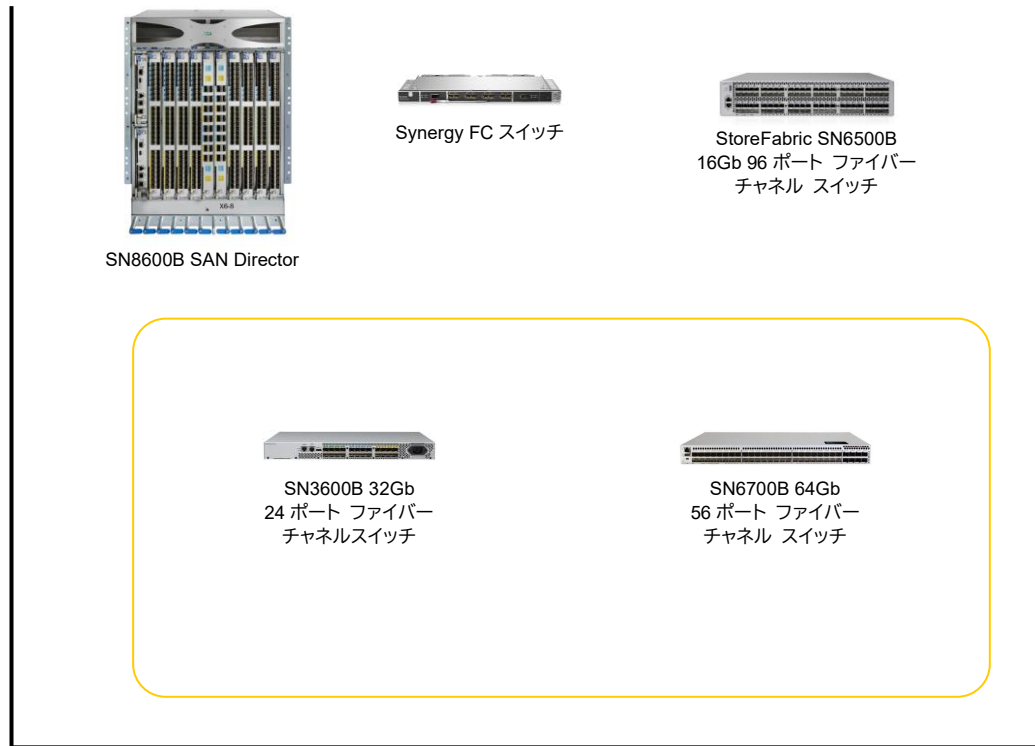 X6-8
Synergy FC スイッチ
StoreFabric SN6500B
16Gb 96 ポート ファイバー
チャネル スイッチ
SN8600B SAN Director
SN3600B 32Gb
24 ポート ファイバー
チャネルスイッチ
SN6700B 64Gb
56 ポート ファイバー
チャネル スイッチ